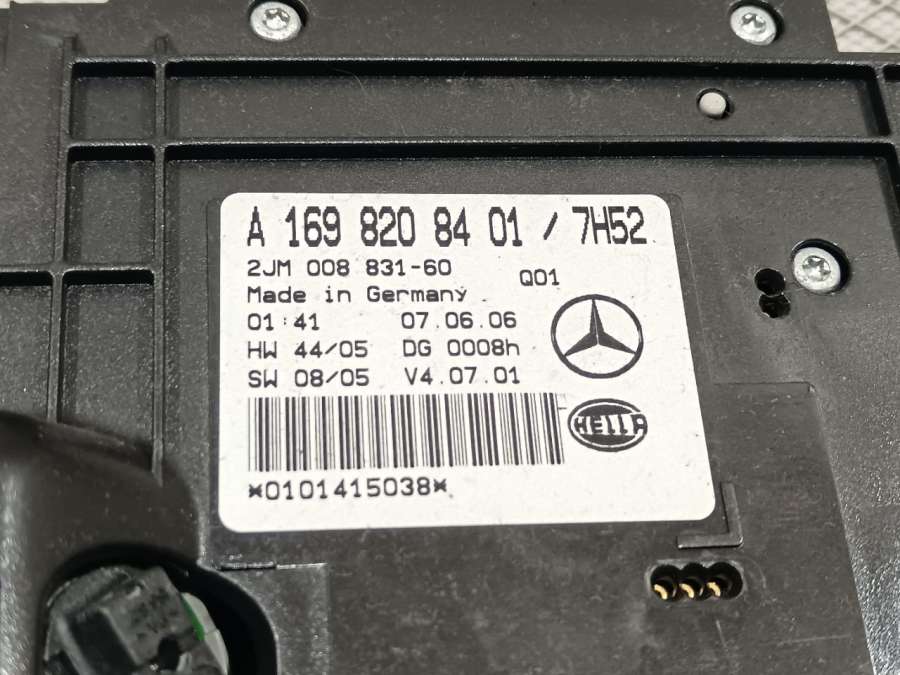 A 169 820 84 01 / 7H52
2JM 008 831-60 Q01
Made in Germany
01:41 07.06.06
HW 44/05 DG 0008h
SW 08/05 V4.07.01
HELLA
*0101415038*